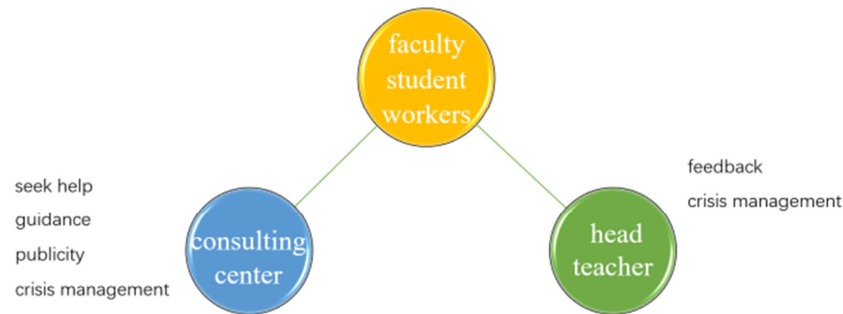 faculty
student
workers
seek help
guidance
publicity
crisis management
consulting
center
head
teacher
feedback
crisis management